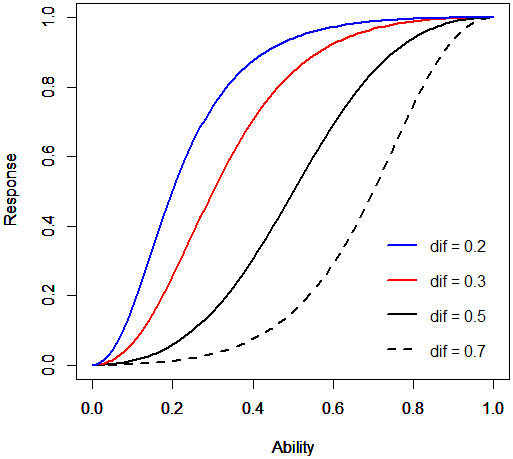 Response
1.0
0.8
0.6
0.4
0.2
0.0
dif = 0.2
dif = 0.3
dif = 0.5
dif = 0.7
0.0 0.2 0.4 0.6 0.8 1.0
Ability